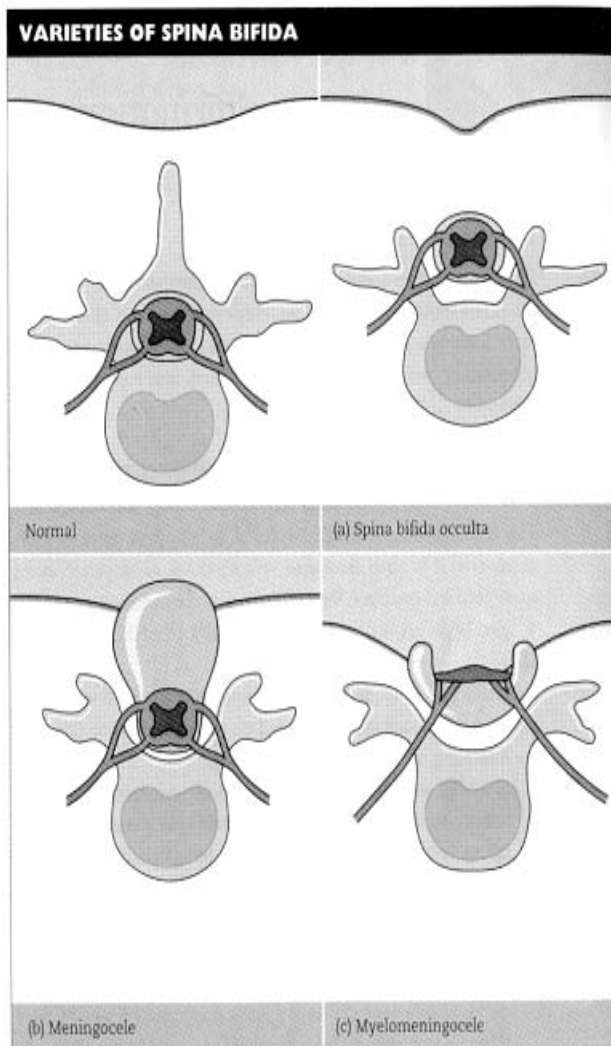 VARIETIES OF SPINA BIFIDA
Normal
(a) Spina bifida occulta
(b) Meningocele
(c) Myelomeningocele